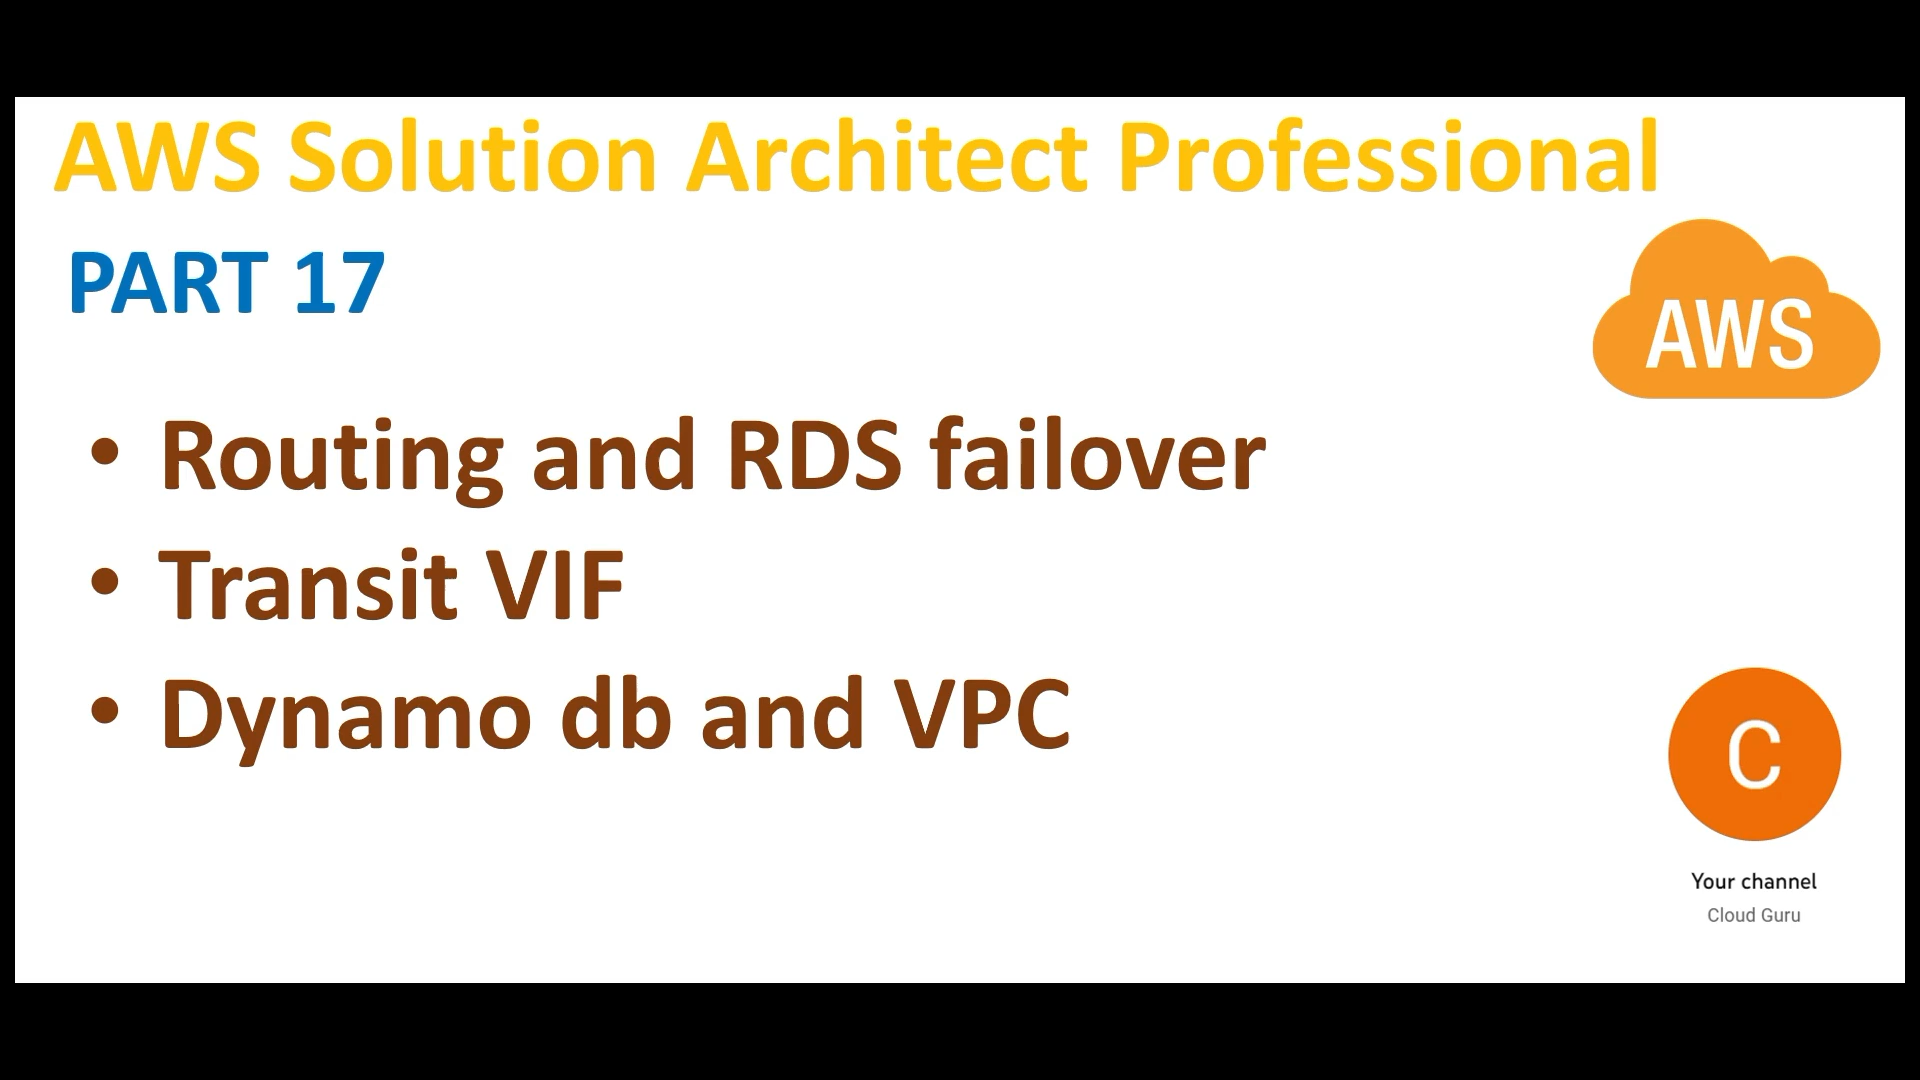 AWS Solution Architect Professional
PART 17
AWS
• Routing and RDS failover
• Transit VIF
• Dynamo db and VPC
C
Your channel
Cloud Guru